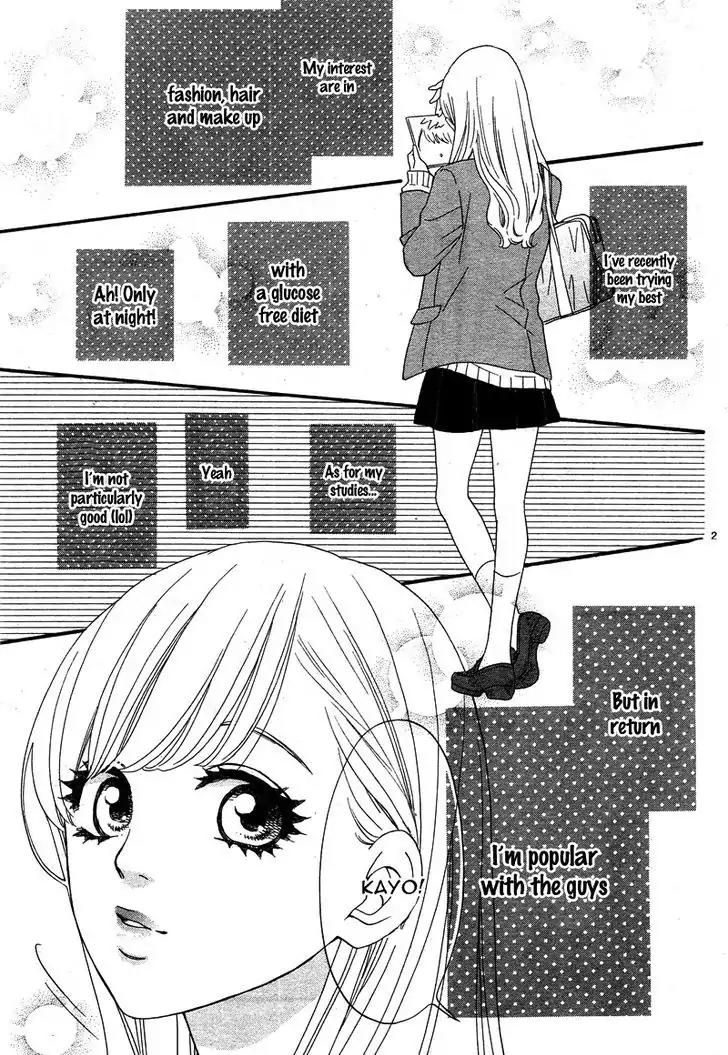 My interest
are in
fashion, hair
and make up
I've recently
been trying
my best
with
a glucose
free diet
Ah! Only
at night!
As for my
studies...
Yeah
I'm not
particularly
good (lol)
2
But in
return
I'm popular
with the guys
KAYO!